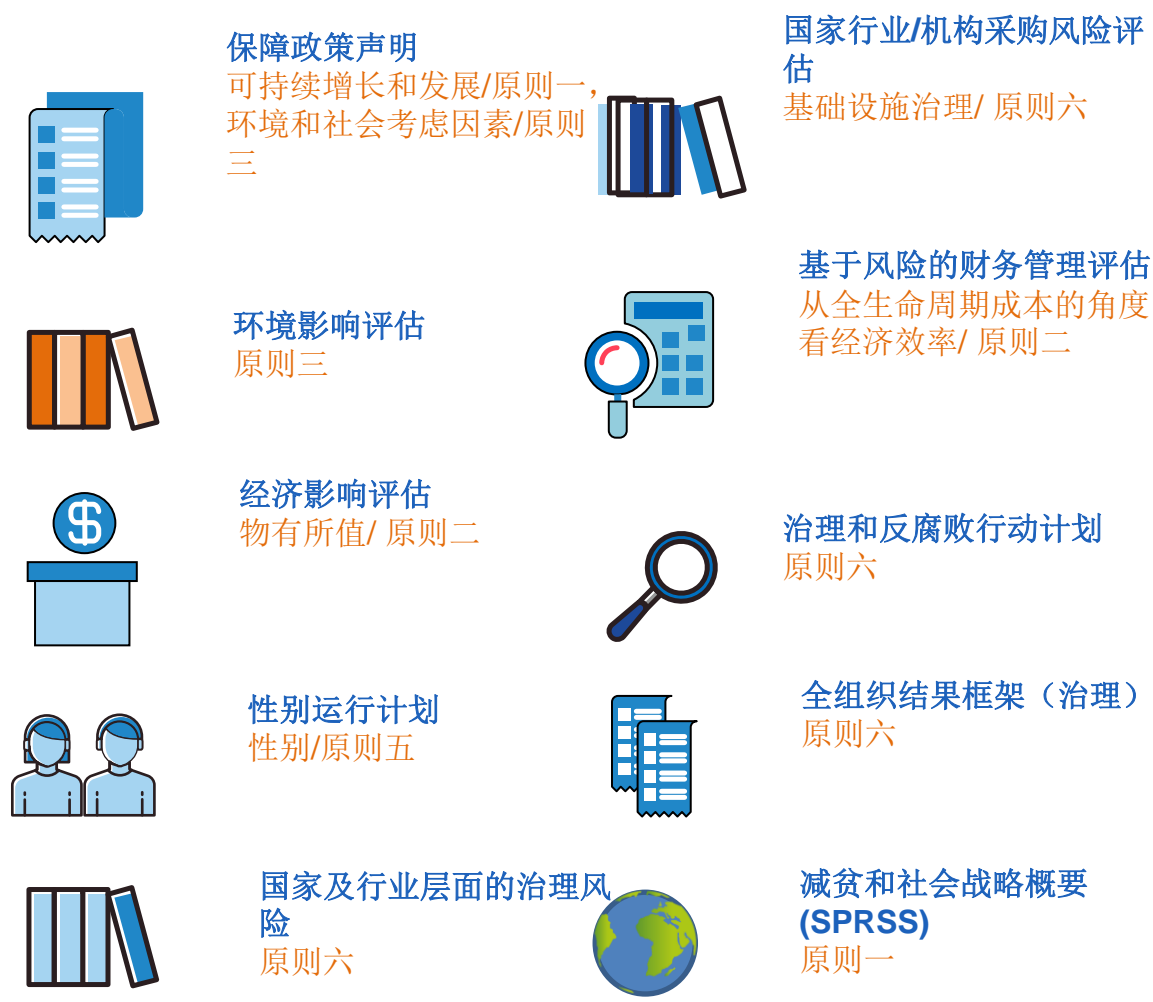 保障政策声明
可持续增长和发展/原则一，
环境和社会考虑因素/原则
三
国家行业/机构采购风险评
估
基础设施治理/ 原则六
环境影响评估
原则三
基于风险的财务管理评估
从全生命周期成本的角度
看经济效率/ 原则二
经济影响评估
物有所值/ 原则二
治理和反腐败行动计划
原则六
性别运行计划
性别/原则五
全组织结果框架（治理）
原则六
国家及行业层面的治理风
险
原则六
减贫和社会战略概要
(SPRSS)
原则一